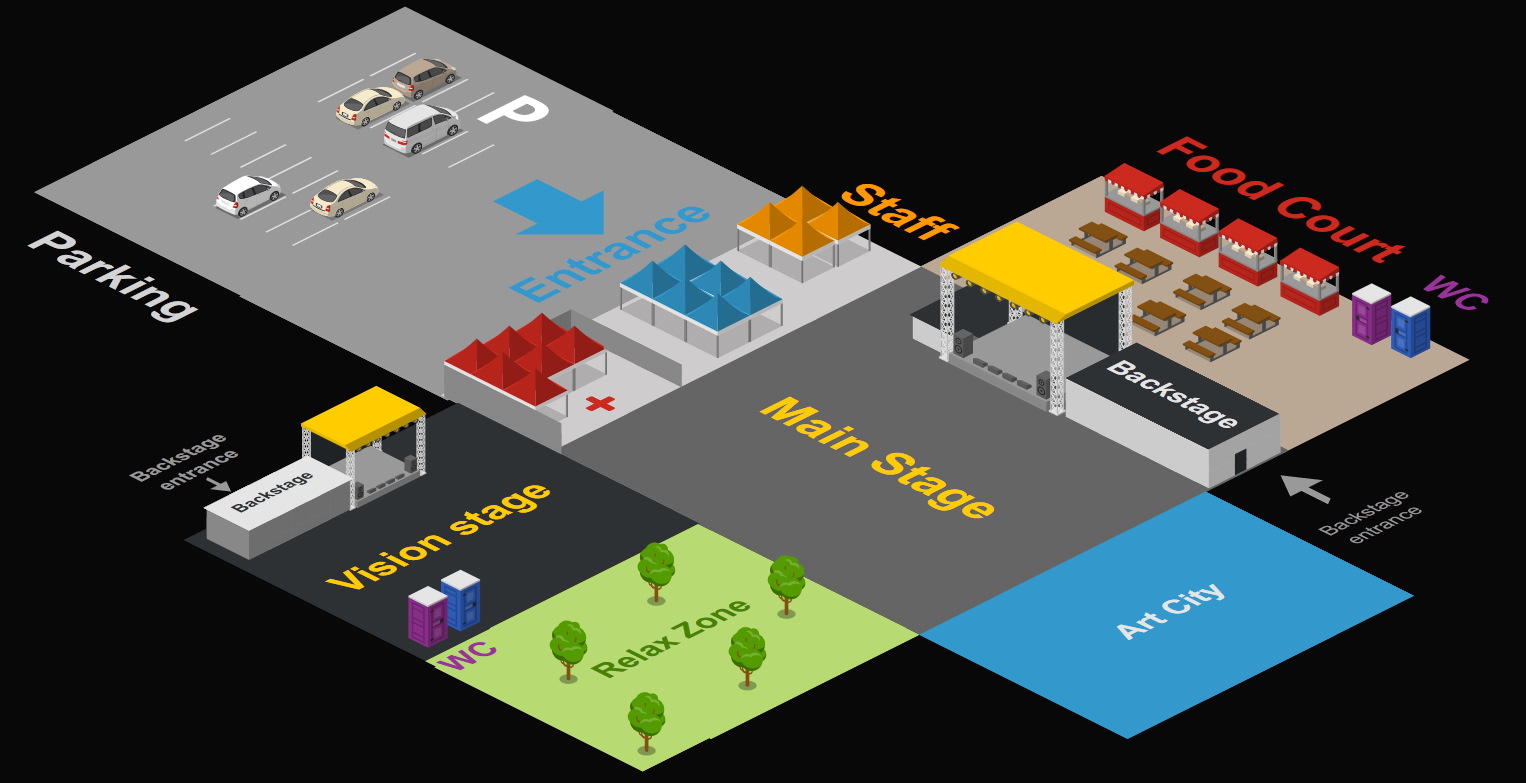 P
Parking
Entrance
Staff
Food Court
WC
Backstage
Main Stage
Backstage
entrance
Backstage
entrance
Backstage
Vision stage
WC
Relax Zone
Art City